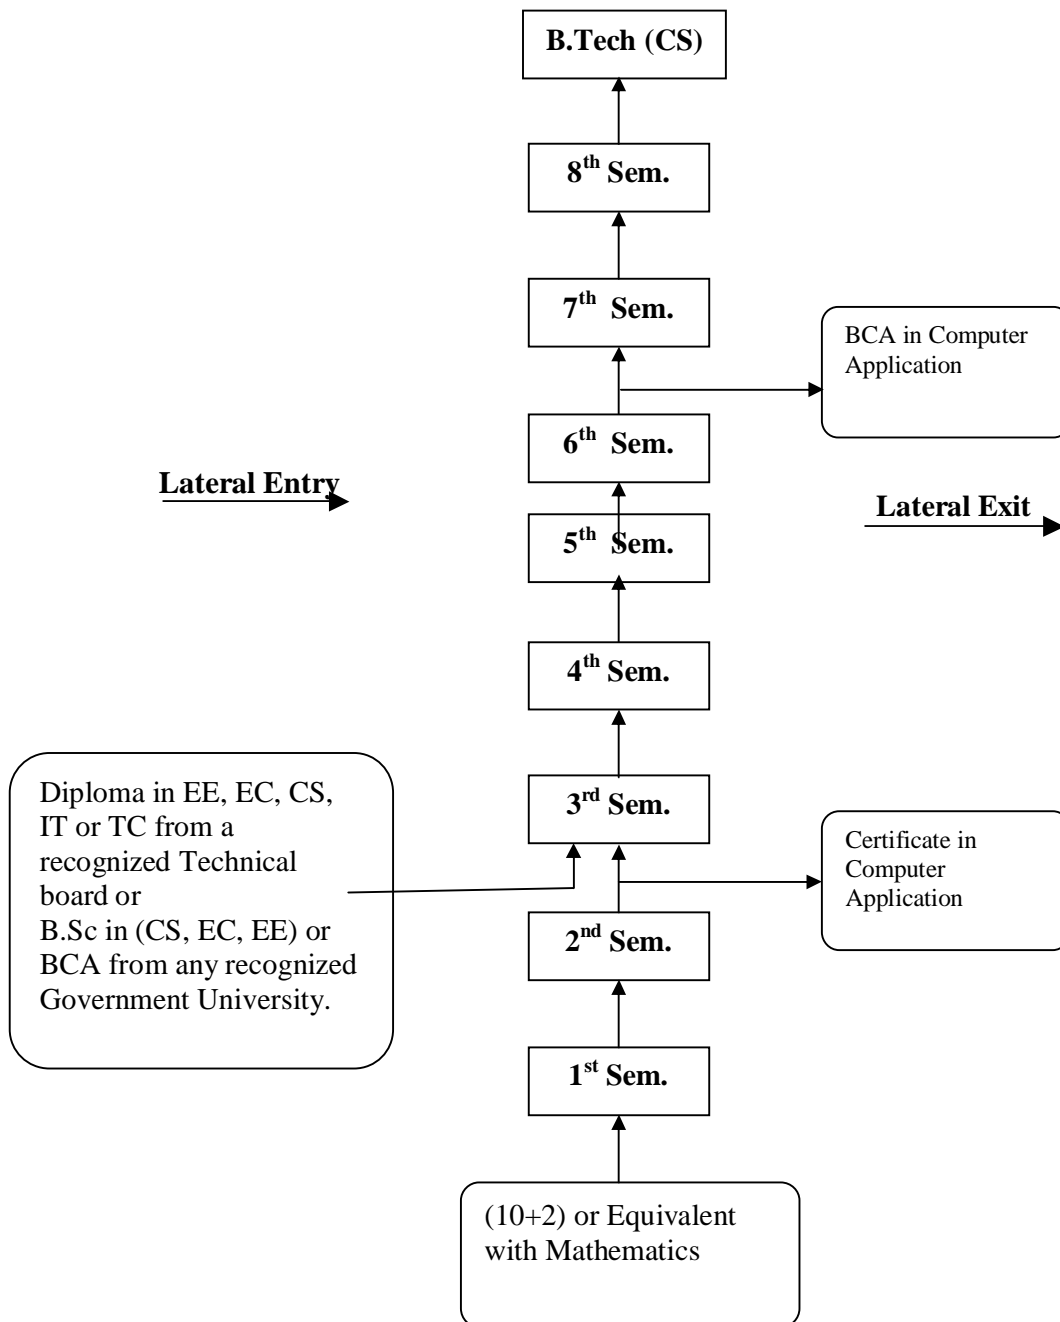 B.Tech (CS)
8th Sem.
7th Sem.
BCA in Computer
Application
6th Sem.
Lateral Entry
Lateral Exit
5th Sem.
4th Sem.
3rd Sem.
Diploma in EE, EC, CS,
IT or TC from a
recognized Technical
board or
B.Sc in (CS, EC, EE) or
BCA from any recognized
Government University.
Certificate in
Computer
Application
2nd Sem.
1st Sem.
(10+2) or Equivalent
with Mathematics